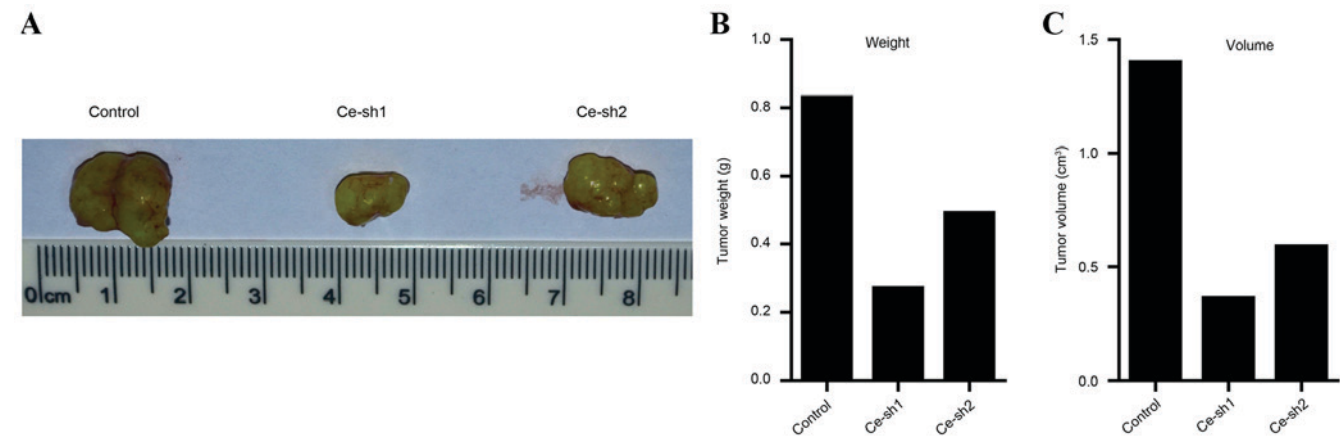 A
Control Ce-sh1 Ce-sh2
0 cm 1 2 3 4 5 6 7 8
B
Weight
Tumor weight (g)
1.0
0.8
0.6
0.4
0.2
0.0
Control Ce-sh1 Ce-sh2
C
Volume
Tumor volume (cm³)
1.5
1.0
0.5
0.0
Control Ce-sh1 Ce-sh2